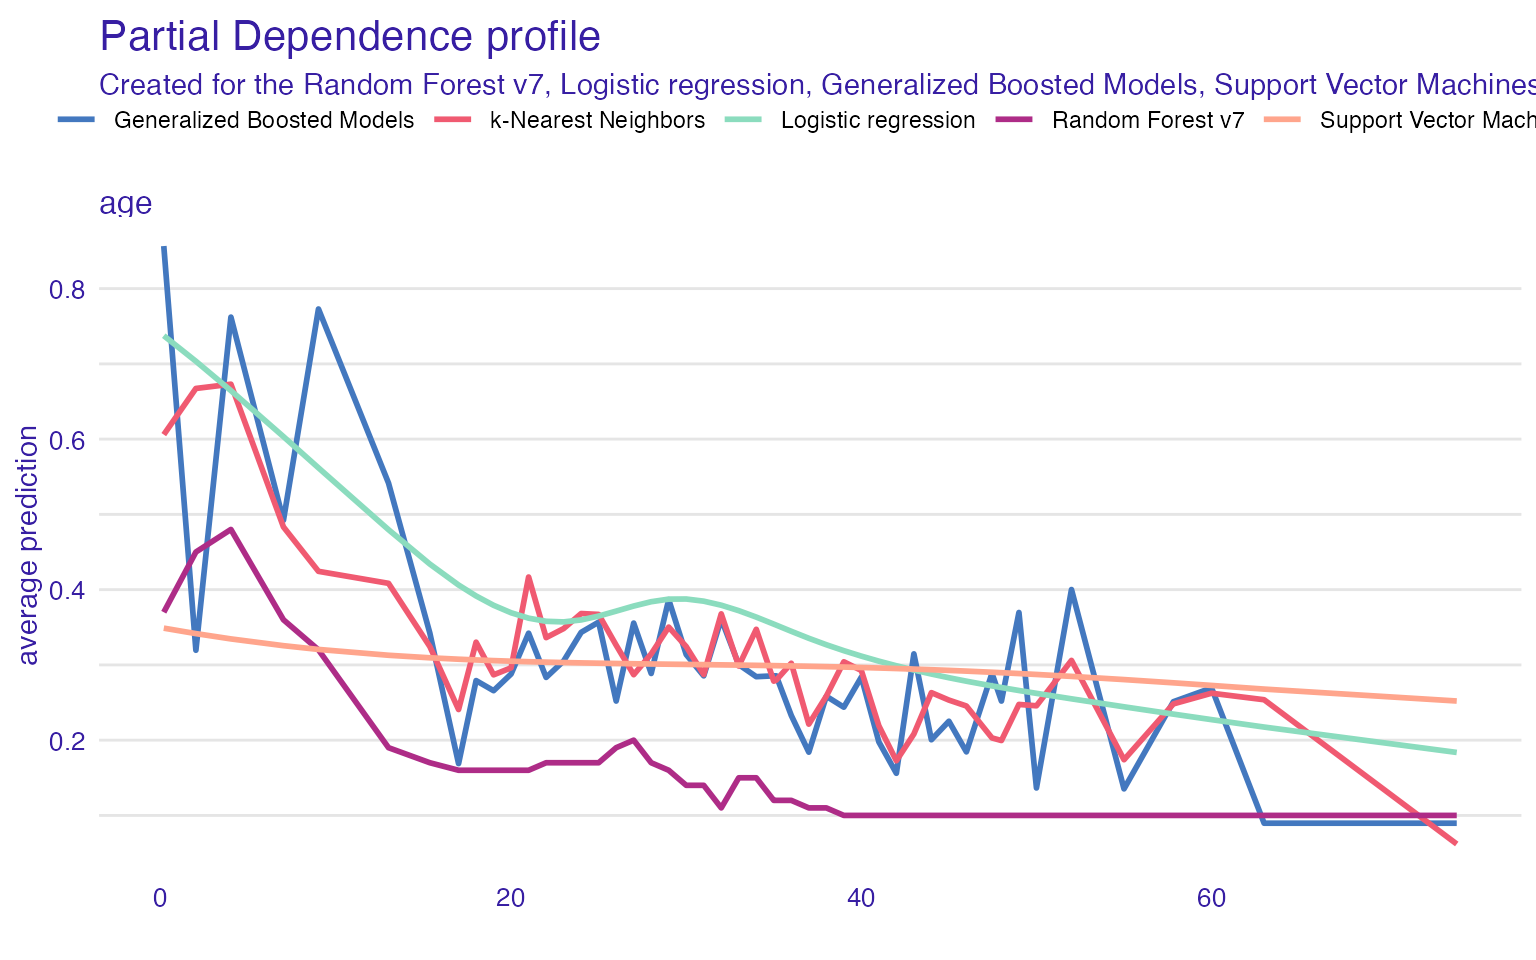 Partial Dependence profile
Created for the Random Forest v7, Logistic regression, Generalized Boosted Models, Support Vector Machines
Generalized Boosted Models k-Nearest Neighbors Logistic regression Random Forest v7 Support Vector Mach
age
0.8
0.6
0.4
0.2
average prediction
0 20 40 60